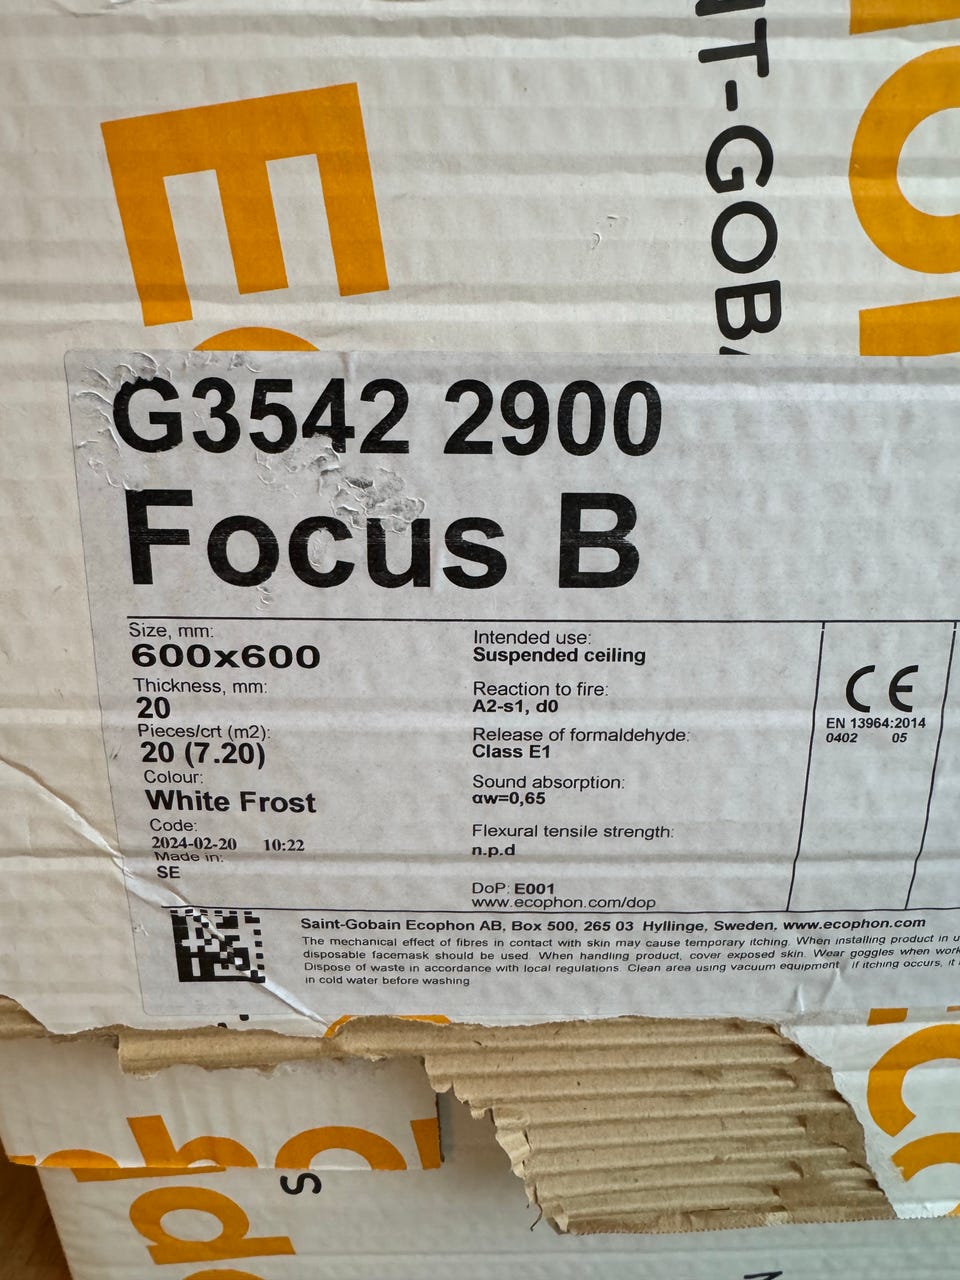 NT-GOBA
G3542 2900
Focus B
Size, mm:
600x600
Thickness, mm:
20
Pieces/crt (m2):
20 (7.20)
Colour:
White Frost
Code:
2024-02-20 10:22
Made in:
SE
Intended use:
Suspended ceiling
Reaction to fire:
A2-s1, d0
Release of formaldehyde:
Class E1
Sound absorption:
αw=0,65
Flexural tensile strength:
n.p.d
DoP: E001
www.ecophon.com/dop
CE
EN 13964:2014
0402 05
Saint-Gobain Ecophon AB, Box 500, 265 03 Hyllinge, Sweden, www.ecophon.com
The mechanical effect of fibres in contact with skin may cause temporary itching. When installing product in
disposable facemask should be used. When handling product, cover exposed skin. Wear goggles when work
Dispose of waste in accordance with local regulations. Clean area using vacuum equipment if itching occurs,
in cold water before washing